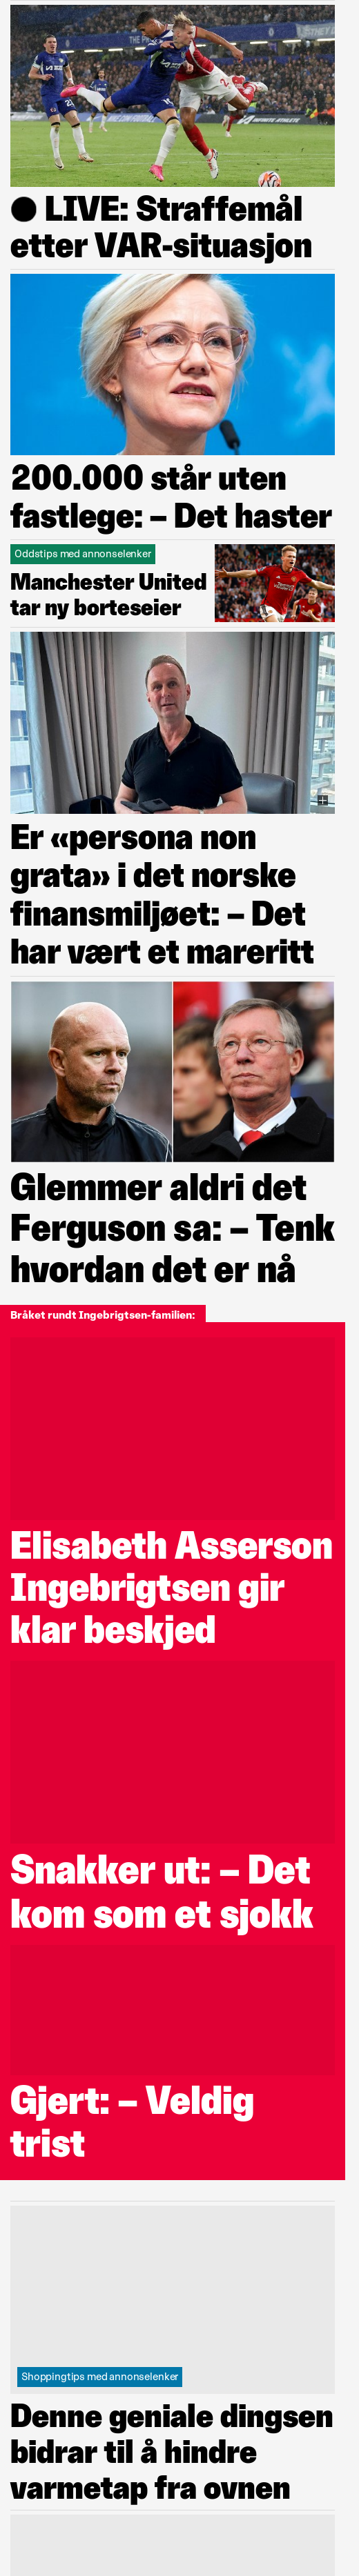 THE PR
● LIVE: Straffemål
etter VAR-situasjon
200.000 står uten
fastlege: – Det haster
Oddstips med annonselenker
Manchester United
tar ny borteseier
Er «persona non
grata» i det norske
finansmiljøet: – Det
har vært et mareritt
Glemmer aldri det
Ferguson sa: – Tenk
hvordan det er nå
Bråket rundt Ingebrigtsen-familien:
Elisabeth Asserson
Ingebrigtsen gir
klar beskjed
Snakker ut: – Det
kom som et sjokk
Gjert: – Veldig
trist
Shoppingtips med annonselenker
Denne geniale dingsen
bidrar til å hindre
varmetap fra ovnen